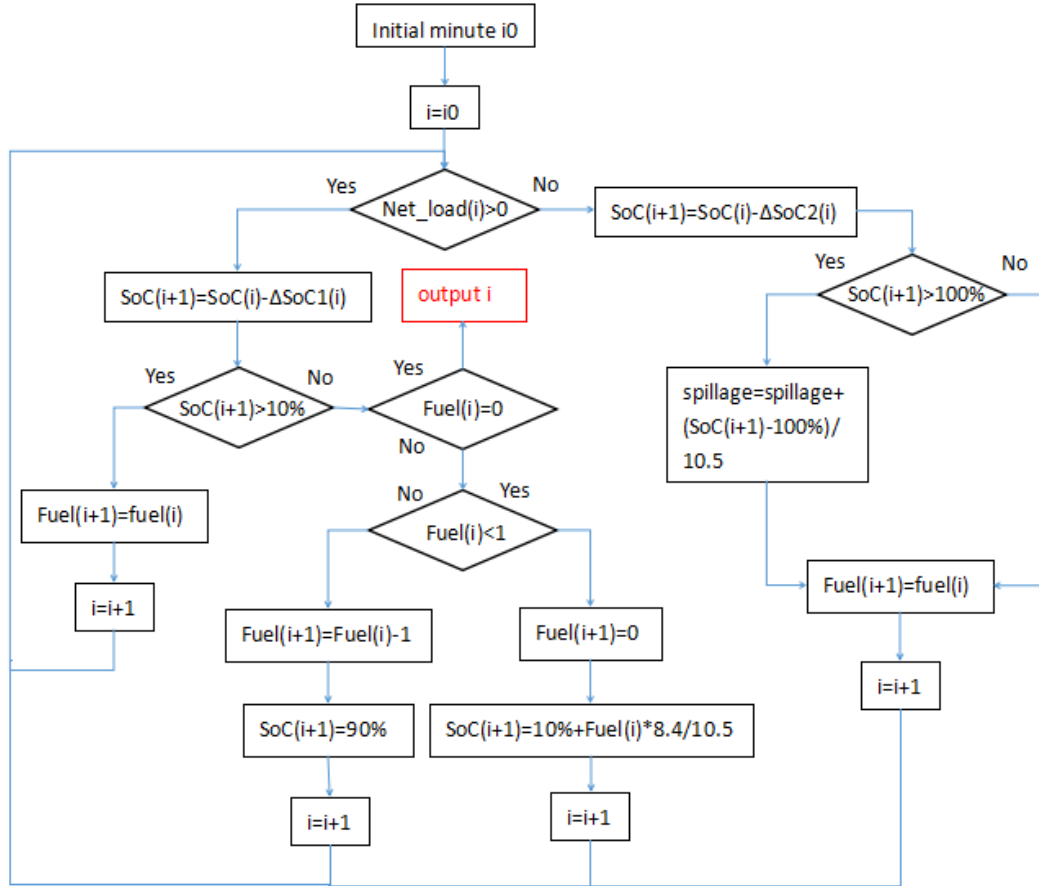 Initial minute i0
i=i0
Yes
No
Net_load(i)>0
SoC(i+1)=SoC(i)-ΔSoC2(i)
Yes
No
SoC(i+1)=SoC(i)-ΔSoC1(i)
output i
SoC(i+1)>100%
Yes
No
Yes
SoC(i+1)>10%
Fuel(i)=0
spillage=spillage+
(SoC(i+1)-100%)/
10.5
No
No
Yes
Fuel(i+1)=fuel(i)
Fuel(i)<1
i=i+1
Fuel(i+1)=fuel(i)
Fuel(i+1)=Fuel(i)-1
Fuel(i+1)=0
i=i+1
SoC(i+1)=90%
SoC(i+1)=10%+Fuel(i)*8.4/10.5
i=i+1
i=i+1